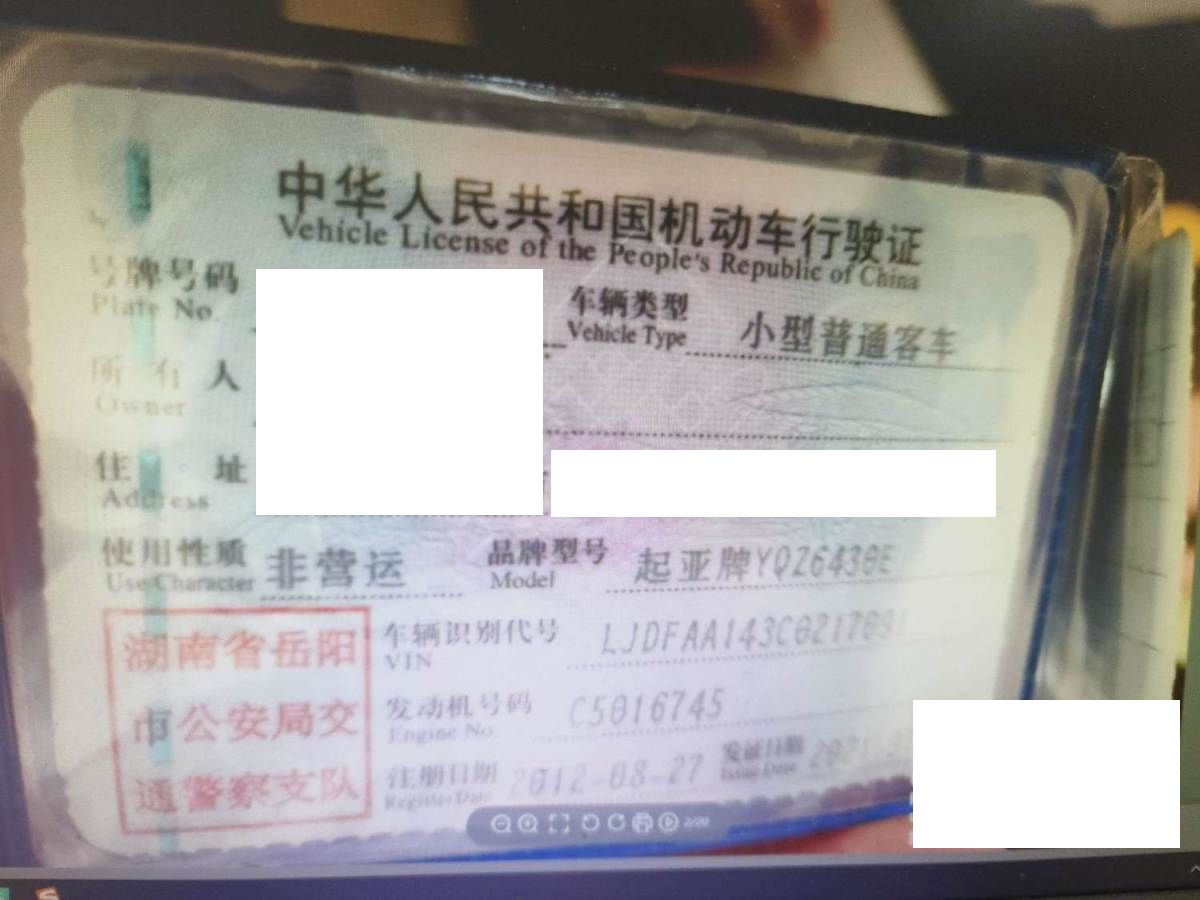 中华人民共和国机动车行驶证
Vehicle License of the People's Republic of China
号牌号码
Plate No.
车辆类型
Vehicle Type
小型普通客车
所有人
Owner
住址
Address
使用性质
Use Character
非营运
品牌型号
Model
起亚牌YQZ6430E
湖南省岳阳
市公安局交
通警察支队
车辆识别代号
VIN
LJDFAA143C0217091
发动机号码
Engine No.
C5016745
注册日期
Register Date
2012-08-27
发证日期
Issue Date
2/20